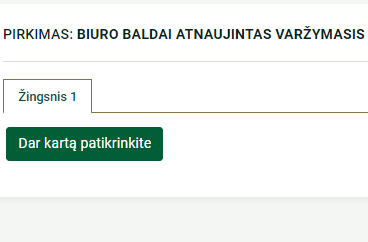 PIRKIMAS: BIURO BALDAI ATNAUJINTAS VARŽYMASIS
Žingsnis 1
Dar kartą patikrinkite